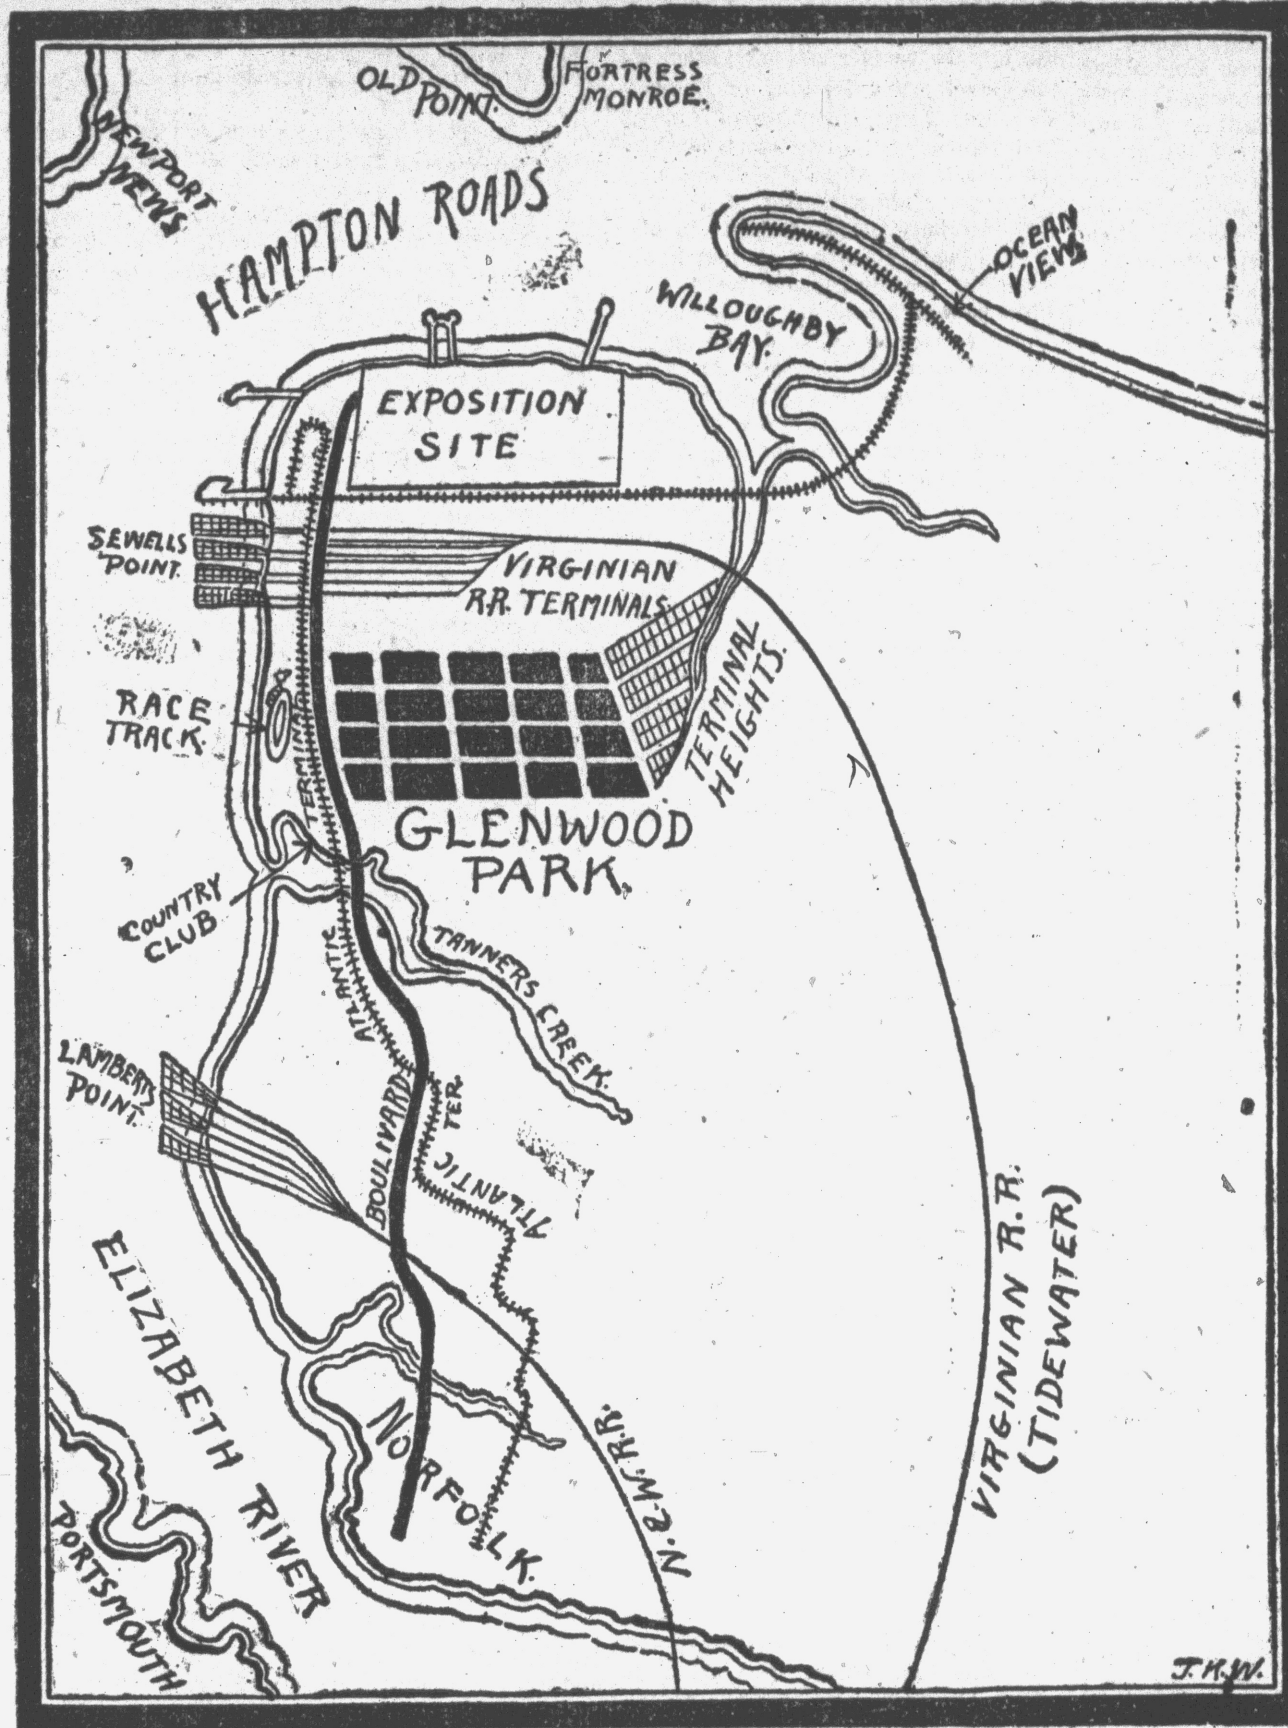 OLD
POINT.
FORTRESS
MONROE.
NEWPORT
NEWS
HAMPTON ROADS
OCEAN
VIEW
WILLOUGHBY
BAY.
EXPOSITION
SITE
SEWELLS
POINT.
VIRGINIAN
R.R. TERMINALS
RACE
TRACK.
TERMINAL
TERMINAL
HEIGHTS.
GLENWOOD
PARK.
COUNTRY
CLUB
ATLANTIC
TANNERS CREEK.
LAMBERTS
POINT.
BOULIVARD
TER.
ATLANTIC
ELIZABETH RIVER
NORFOLK.
N. & W. R.R.
VIRGINIAN R.R.
(TIDEWATER)
PORTSMOUTH
J.H.W.